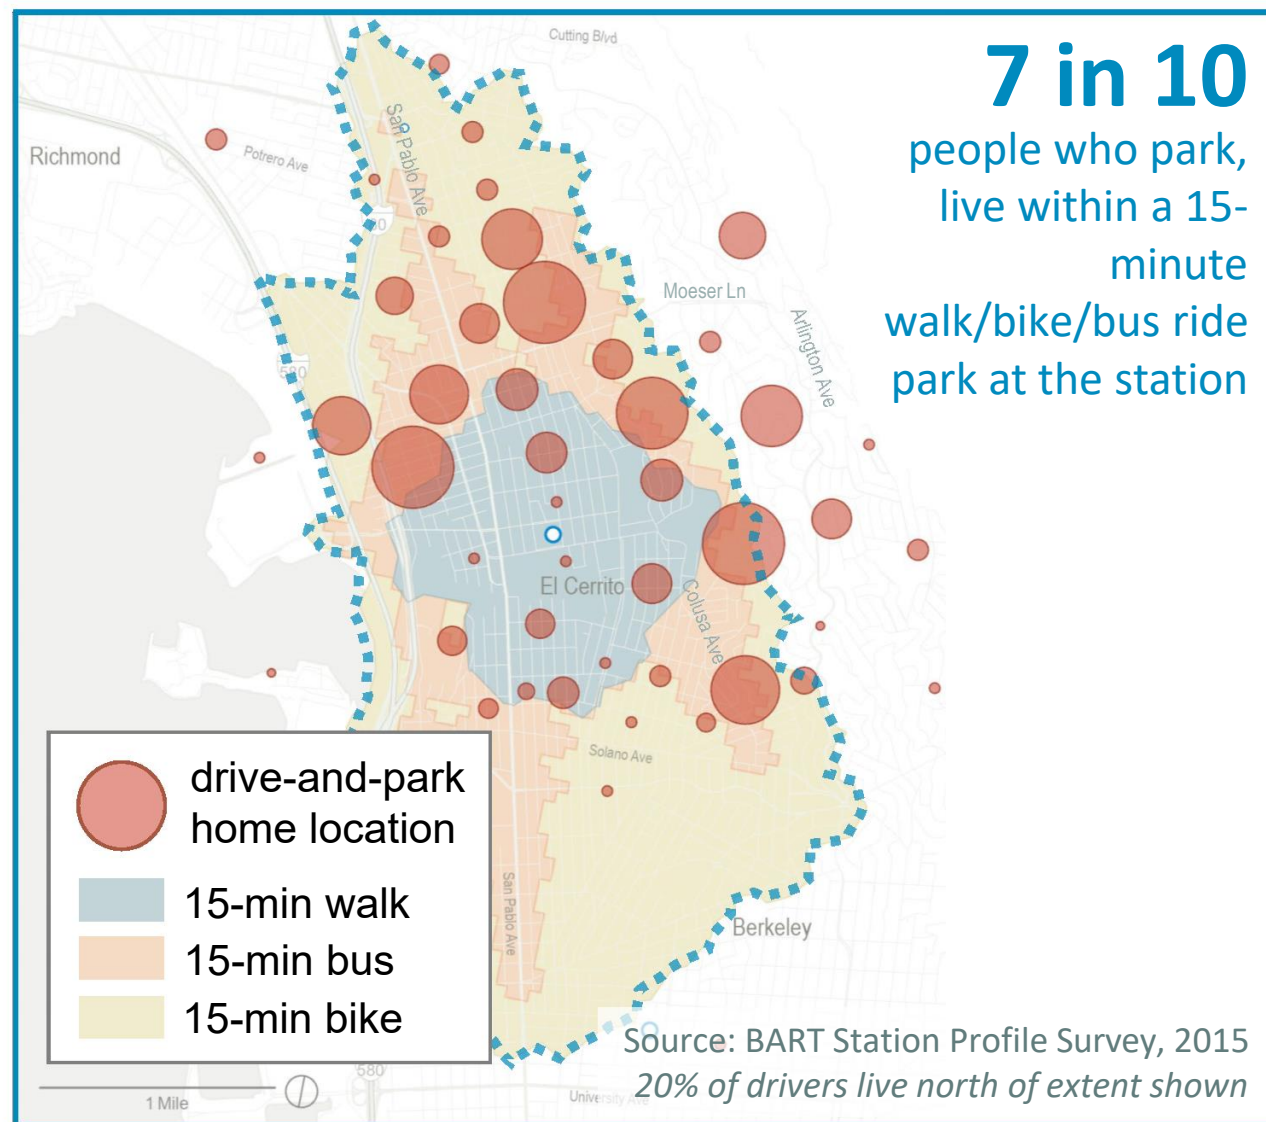 7 in 10
people who park,
live within a 15-
minute
walk/bike/bus ride
park at the station
Cutting Blvd
San Pablo Ave
Richmond
Potrero Ave
80
Moeser Ln
Arlington Ave
580
El Cerrito
Colusa Ave
Solano Ave
San Pablo Ave
Berkeley
drive-and-park
home location
15-min walk
15-min bus
15-min bike
Source: BART Station Profile Survey, 2015
20% of drivers live north of extent shown
580
1 Mile
University Ave